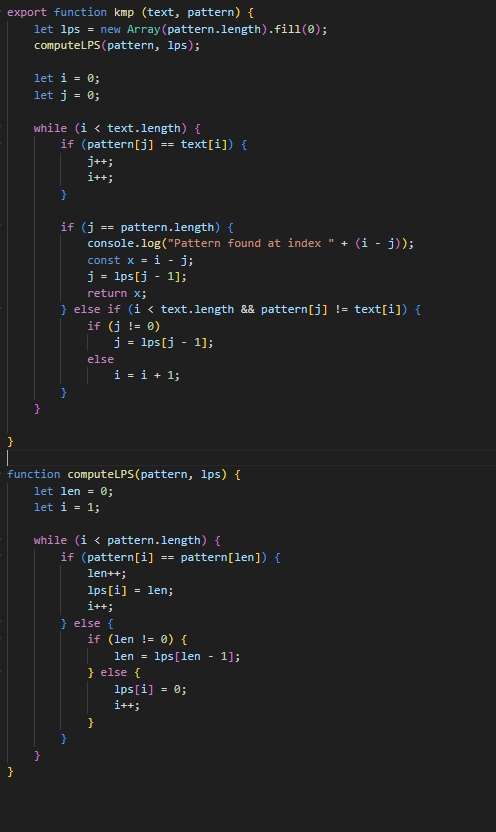 export function kmp (text, pattern) {
    let lps = new Array(pattern.length).fill(0);
    computeLPS(pattern, lps);

    let i = 0;
    let j = 0;

    while (i < text.length) {
        if (pattern[j] == text[i]) {
            j++;
            i++;
        }

        if (j == pattern.length) {
            console.log("Pattern found at index " + (i - j));
            const x = i - j;
            j = lps[j - 1];
            return x;
        } else if (i < text.length && pattern[j] != text[i]) {
            if (j != 0)
                j = lps[j - 1];
            else
                i = i + 1;
        }
    }

}

function computeLPS(pattern, lps) {
    let len = 0;
    let i = 1;

    while (i < pattern.length) {
        if (pattern[i] == pattern[len]) {
            len++;
            lps[i] = len;
            i++;
        } else {
            if (len != 0) {
                len = lps[len - 1];
            } else {
                lps[i] = 0;
                i++;
            }
        }
    }
}